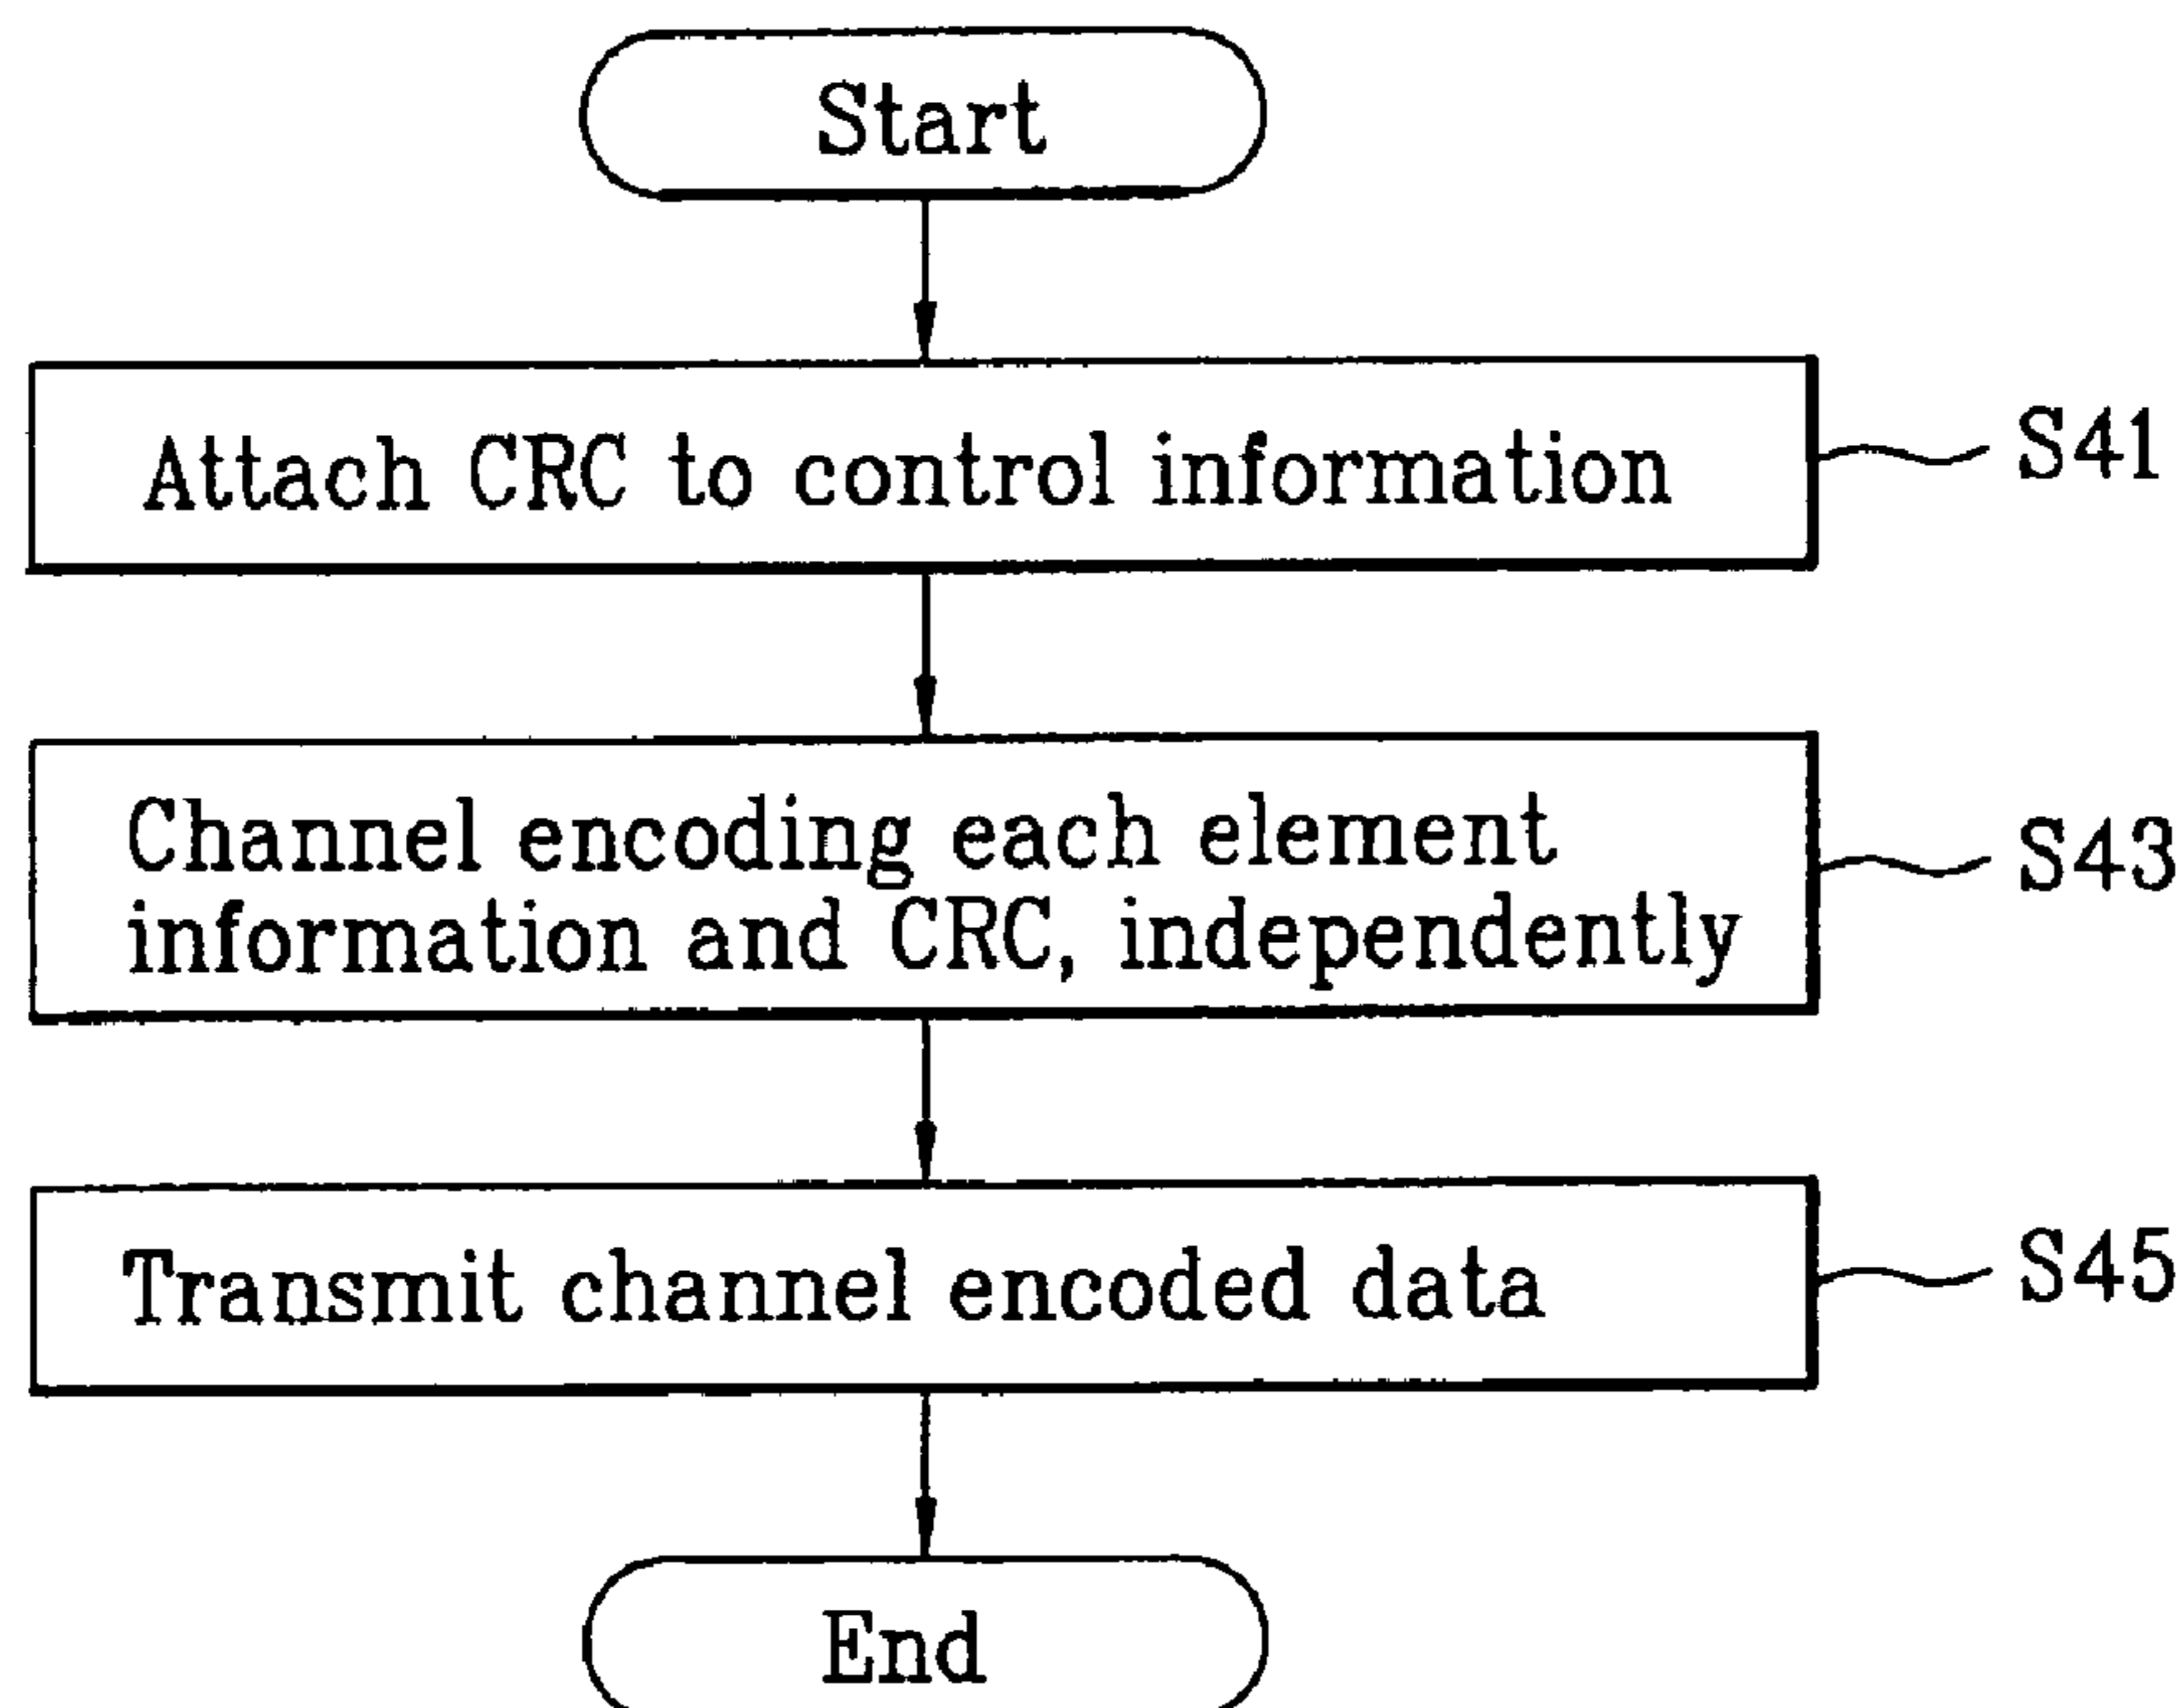 Start
Attach CRC to control information
S41
Channel encoding each element
information and CRC, independently
S43
Transmit channel encoded data
S45
End